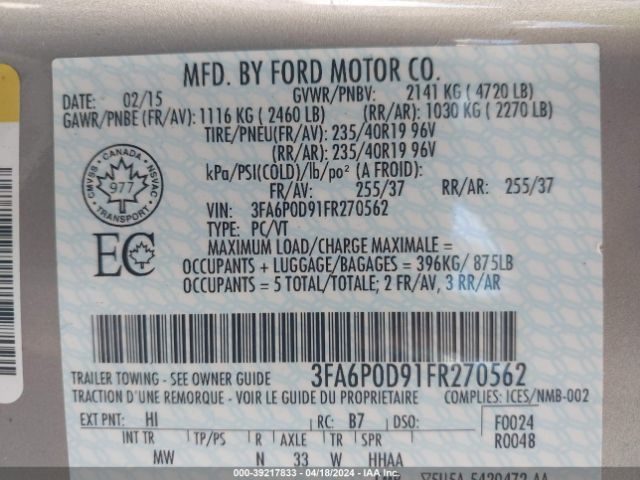 MFD. BY FORD MOTOR CO.
DATE: 02/15 GVWR/PNBV: 2141 KG ( 4720 LB)
GAWR/PNBE (FR/AV): 1116 KG ( 2460 LB) (RR/AR): 1030 KG ( 2270 LB)
TIRE/PNEU(FR/AV): 235/40R19 96V
(RR/AR): 235/40R19 96V
kPa/PSI(COLD)/lb/po² (A FROID):
FR/AV: 255/37 RR/AR: 255/37
CANADA
CMVSS NSVAC
977
TRANSPORT
VIN: 3FA6P0D91FR270562
TYPE: PC/VT
EC
MAXIMUM LOAD/CHARGE MAXIMALE =
OCCUPANTS + LUGGAGE/BAGAGES = 396KG/ 875LB
OCCUPANTS = 5 TOTAL/TOTALE; 2 FR/AV, 3 RR/AR
TRAILER TOWING - SEE OWNER GUIDE 3FA6P0D91FR270562
TRACTION D'UNE REMORQUE - VOIR LE GUIDE DU PROPRIETAIRE COMPLIES: ICES/NMB-002
EXT PNT: HI RC: B7 DSO: F0024
R0048
INT TR TP/PS R AXLE TR SPR
MW N 33 W HHAA
000-39217833 - 04/18/2024 - IAAI.com